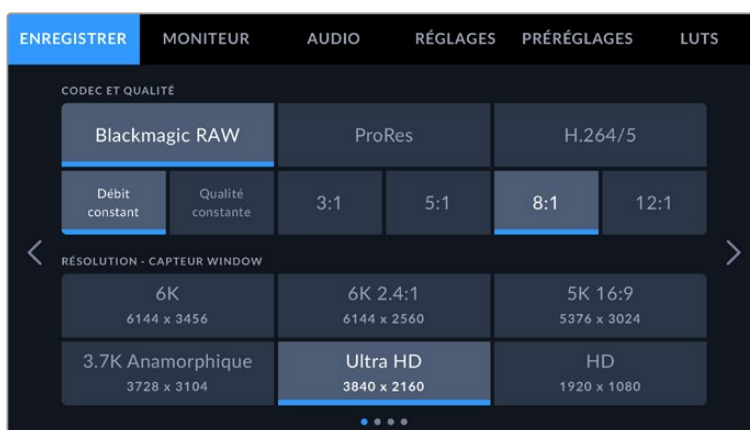 ENREGISTRER MONITEUR AUDIO RÉGLAGES PRÉRÉGLAGES LUTS
CODEC ET QUALITÉ
Blackmagic RAW ProRes H.264/5
Débit constant Qualité constante 3:1 5:1 8:1 12:1
RÉSOLUTION - CAPTEUR WINDOW
6K 6K 2.4:1 5K 16:9
6144 x 3456 6144 x 2560 5376 x 3024
3.7K Anamorphique Ultra HD HD
3728 x 3104 3840 x 2160 1920 x 1080